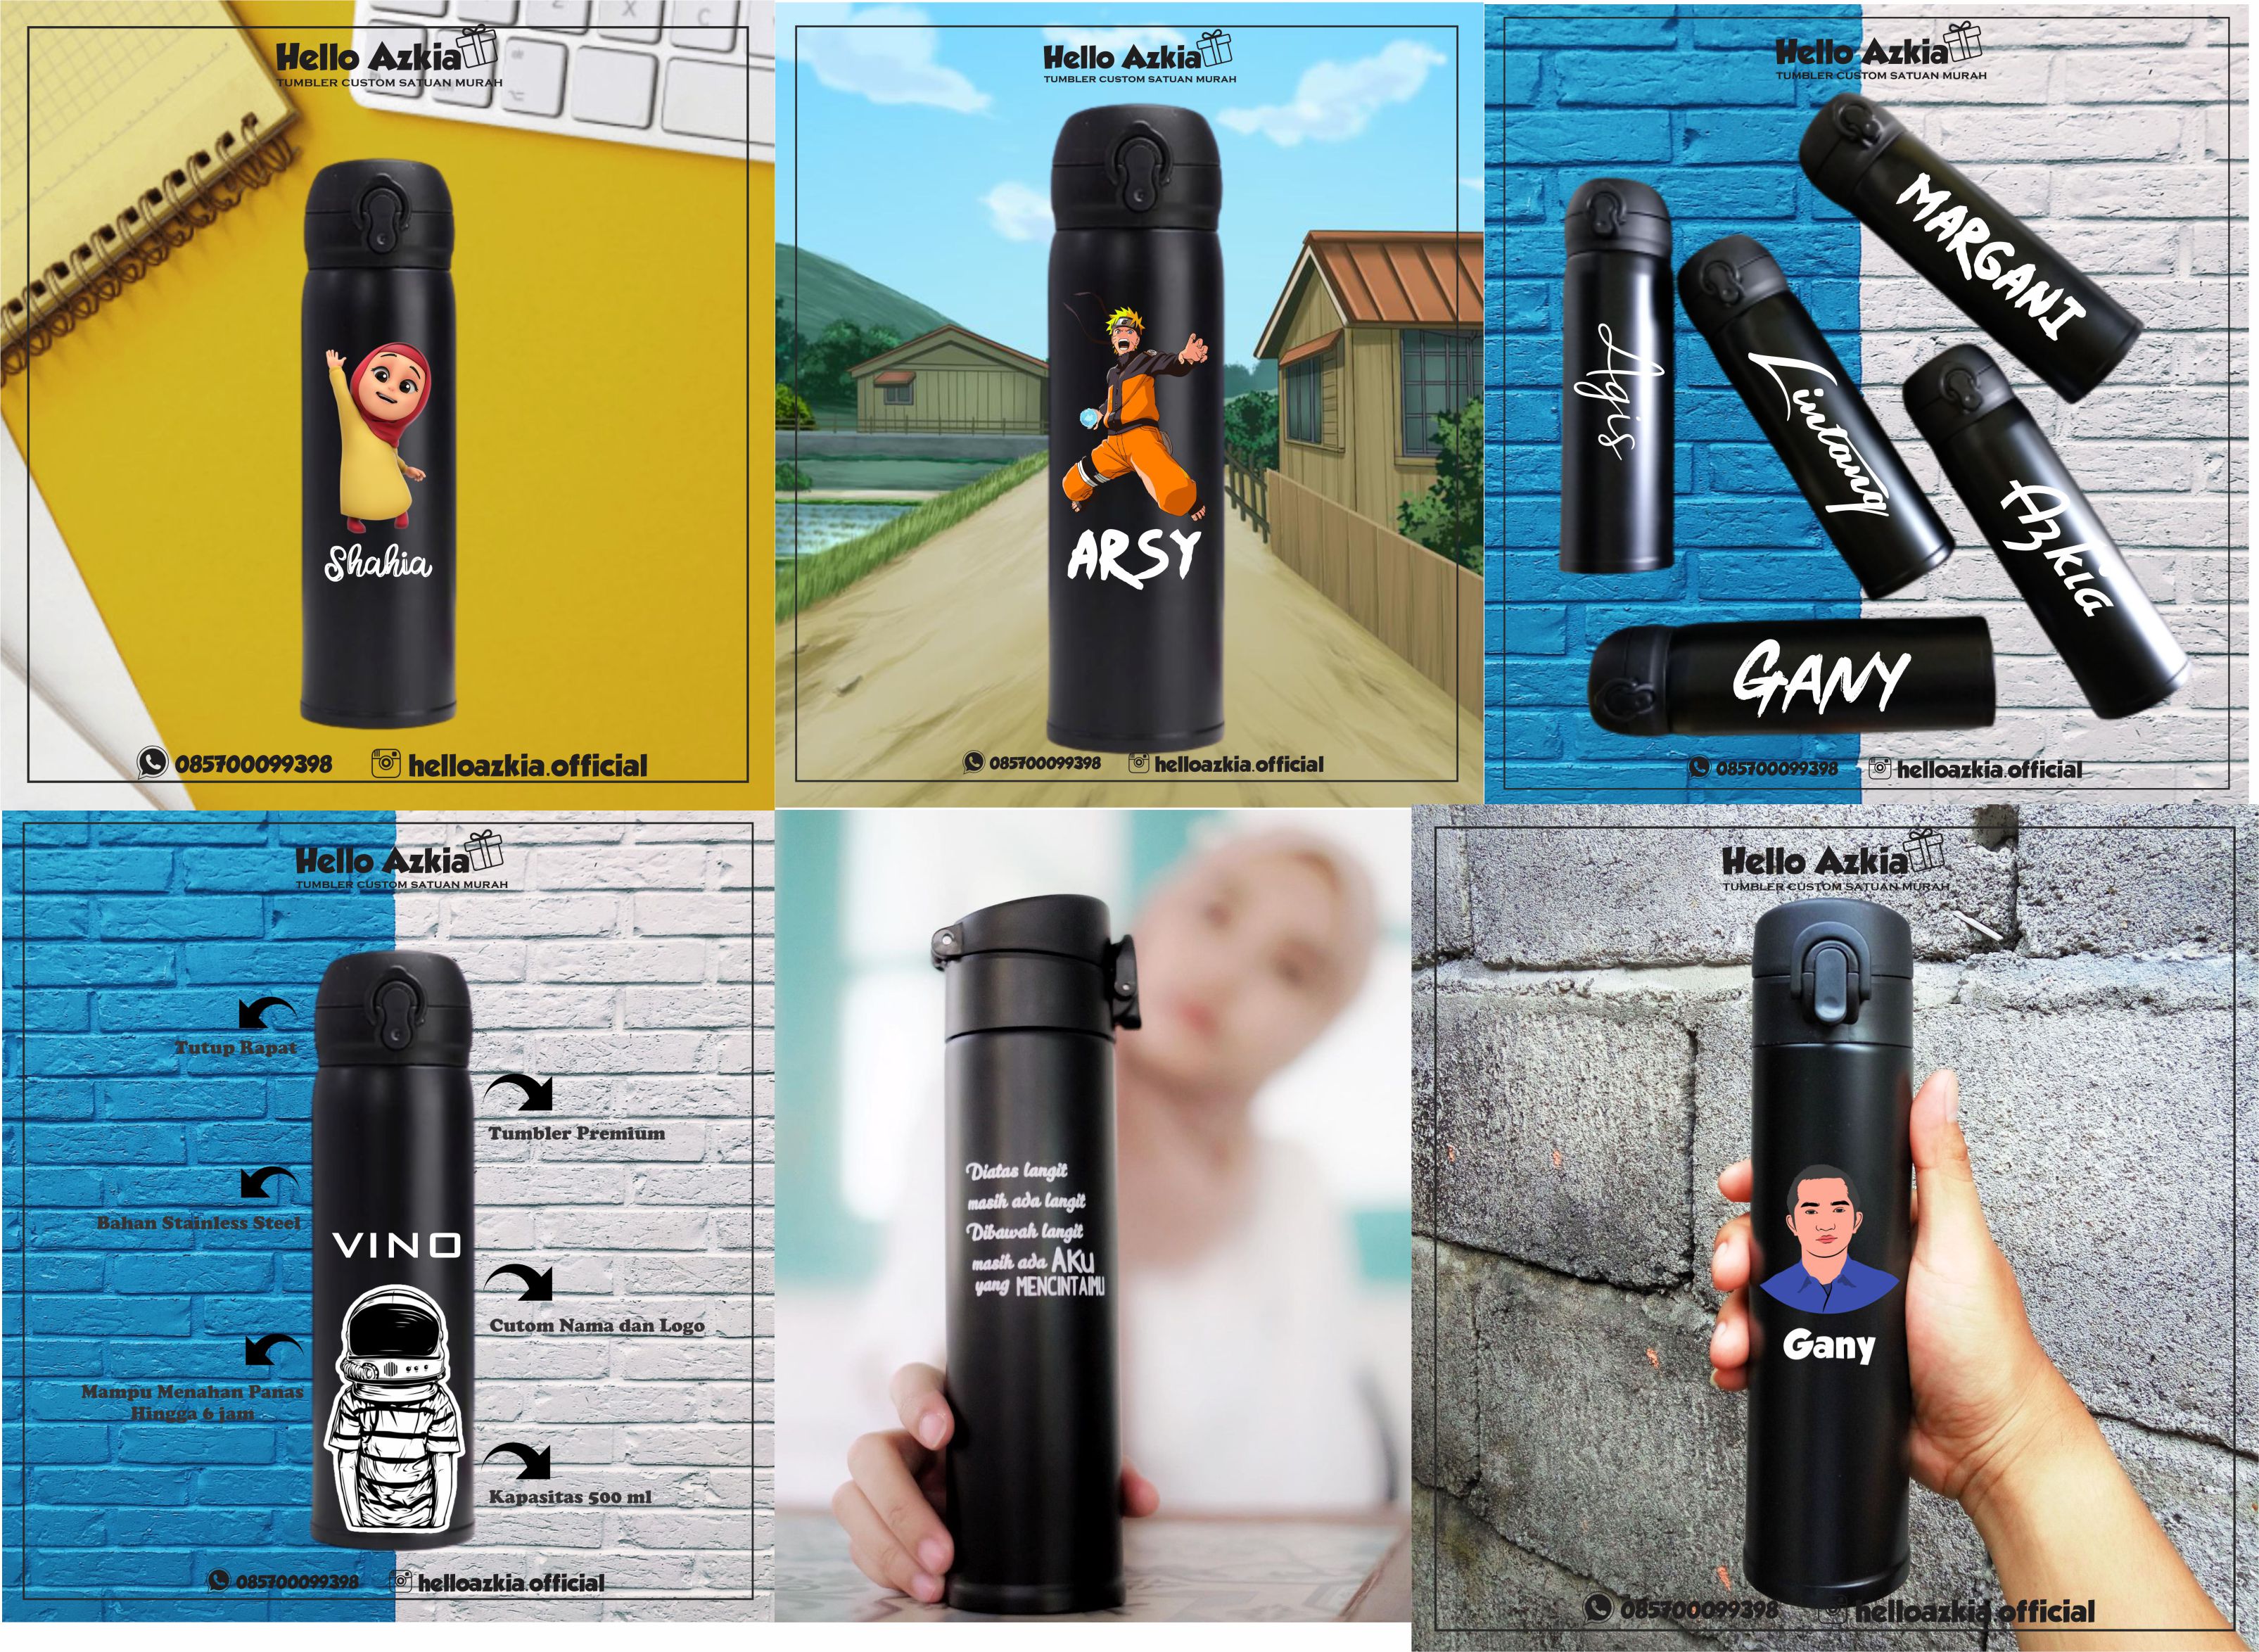 Hello Azkia
TUMBLER CUSTOM SATUAN MURAH
Shahia
085700099398 helloazkia.official
Hello Azkia
TUMBLER CUSTOM SATUAN MURAH
ARSY
085700099398 helloazkia.official
Hello Azkia
TUMBLER CUSTOM SATUAN MURAH
MARGANI
Agis
Lintang
Azkia
GANY
085700099398 helloazkia.official
Hello Azkia
TUMBLER CUSTOM SATUAN MURAH
Tutup Rapat
Tumbler Premium
Bahan Stainless Steel
VINO
Cutom Nama dan Logo
Mampu Menahan Panas
Hingga 6 jam
Kapasitas 500 ml
085700099398 helloazkia.official
Diatas langit
masih ada langit
Dibawah langit
masih ada AKU
yang MENCINTAIMU
Hello Azkia
TUMBLER CUSTOM SATUAN MURAH
Gany
085700099398 helloazkia.official